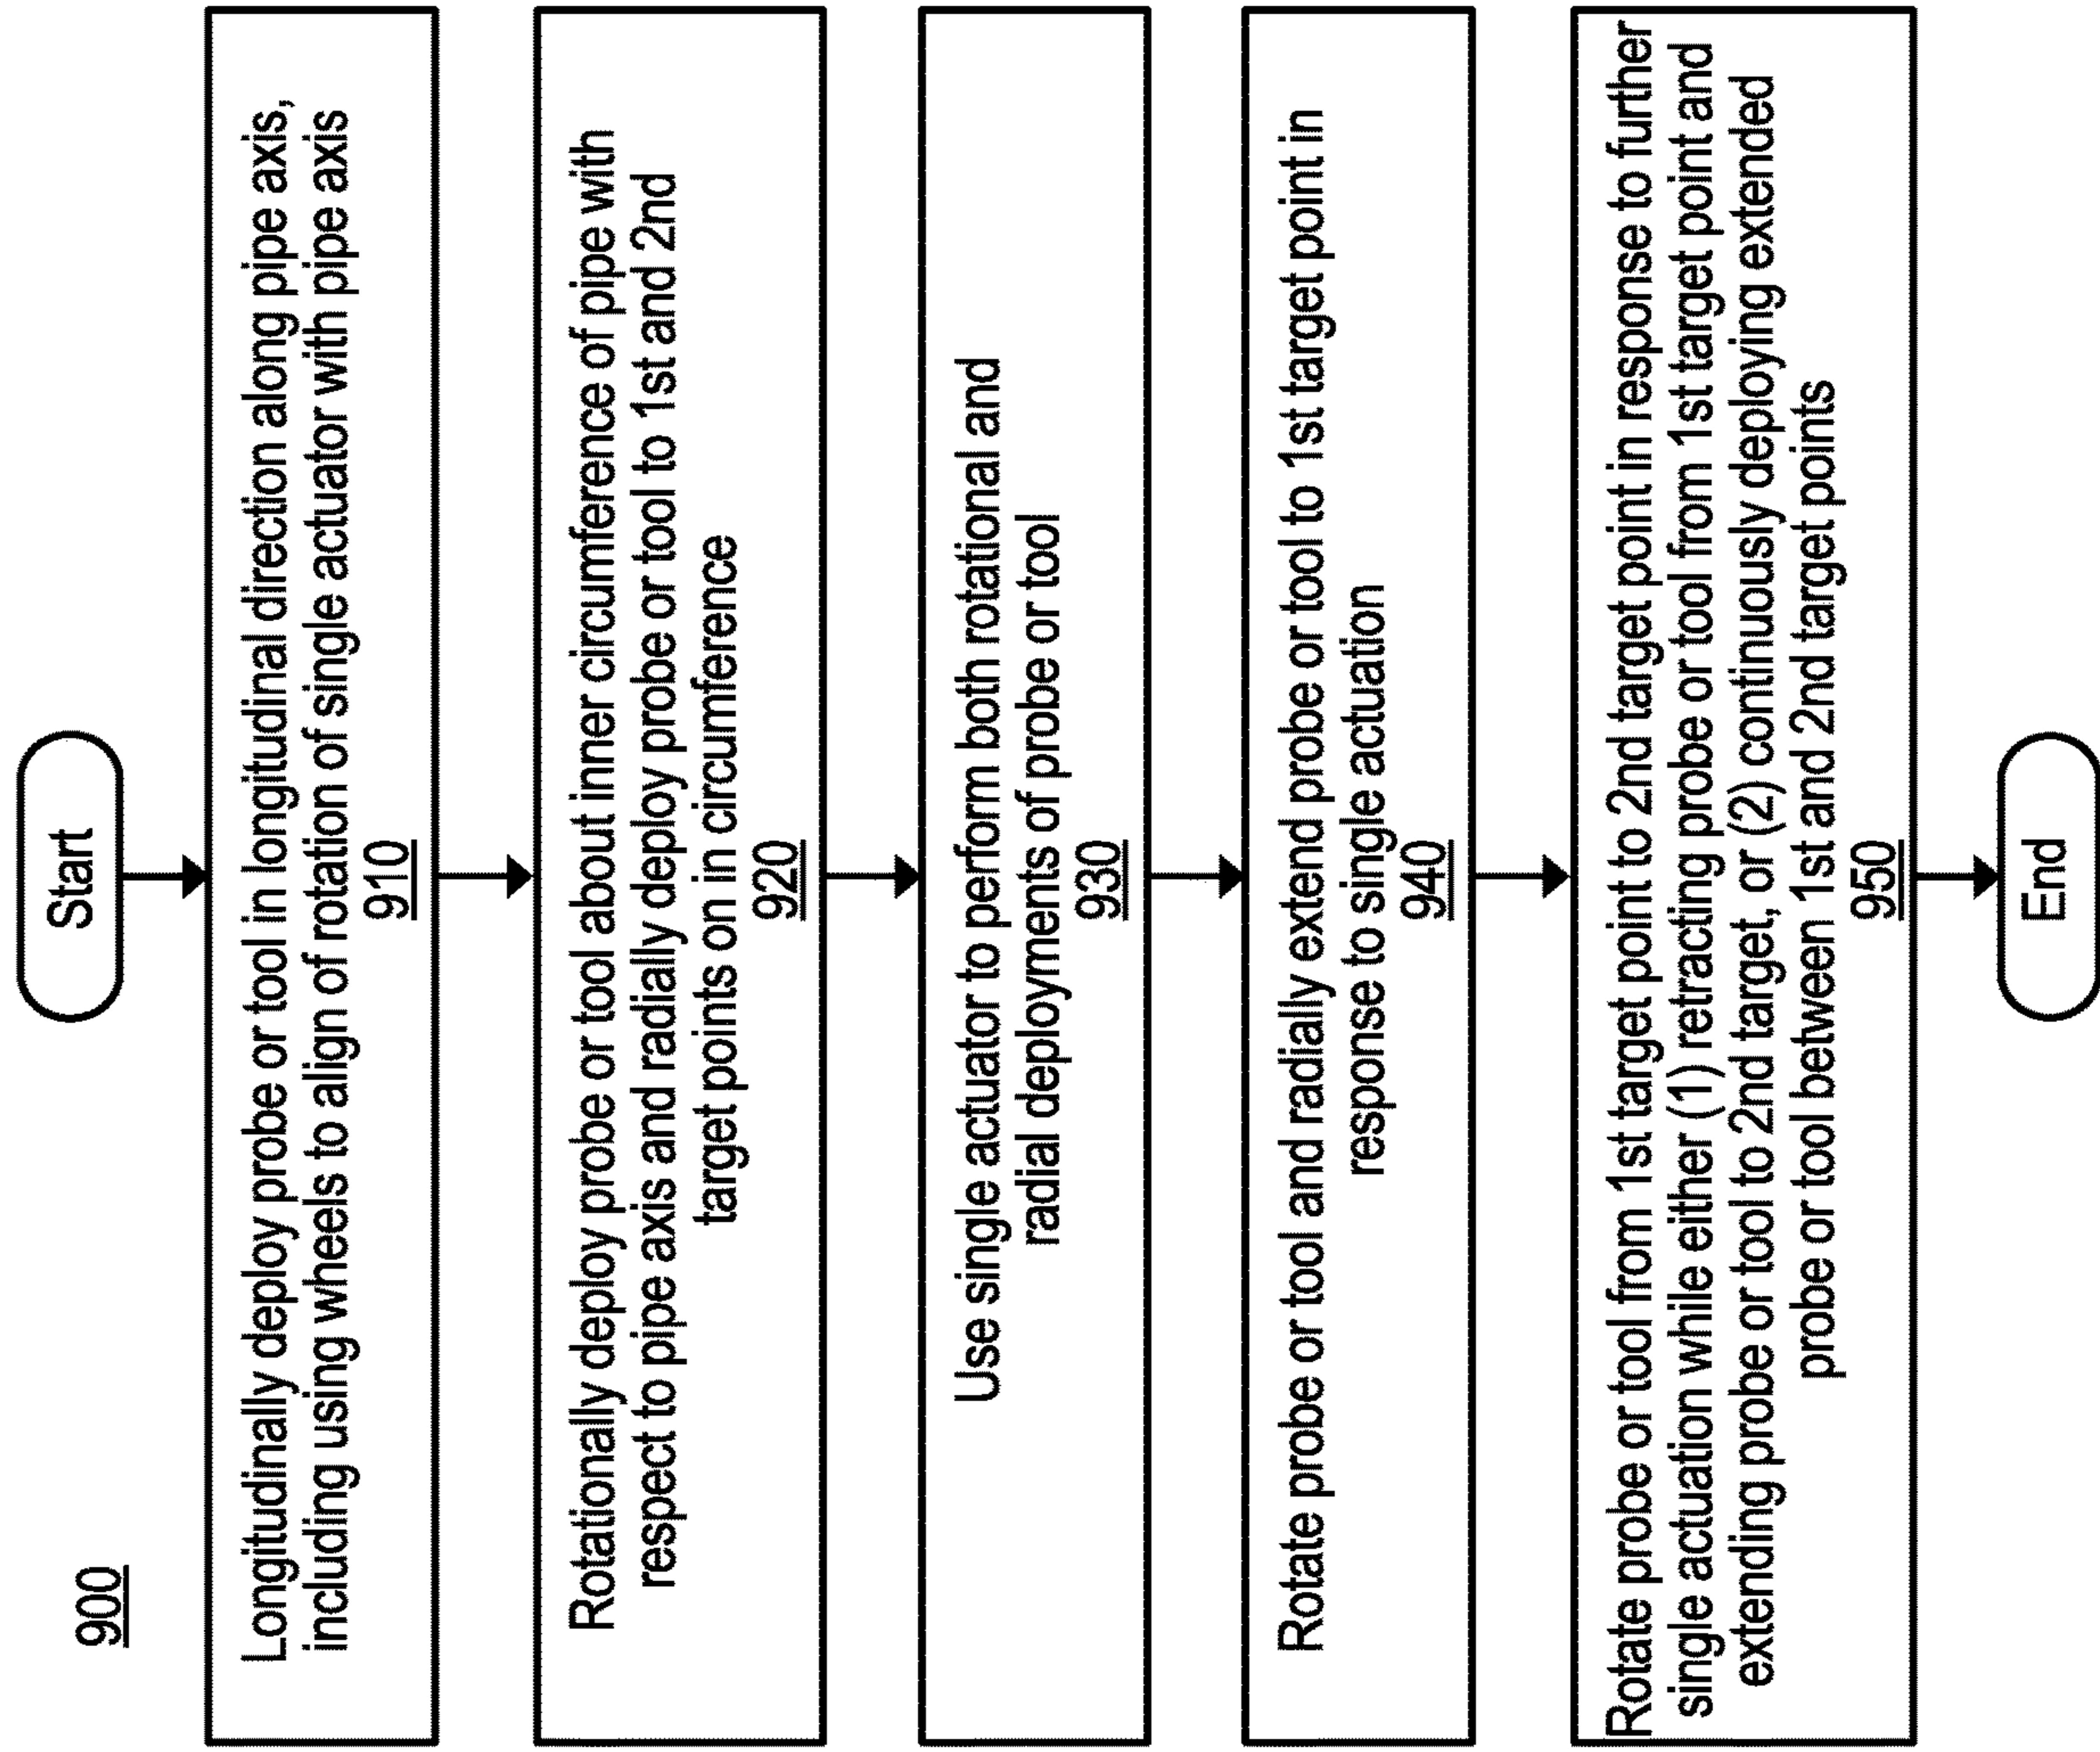 900
Start
Longitudinally deploy probe or tool in longitudinal direction along pipe axis,
including using wheels to align of rotation of single actuator with pipe axis
910
Rotationally deploy probe or tool about inner circumference of pipe with
respect to pipe axis and radially deploy probe or tool to 1st and 2nd
target points on in circumference
920
Use single actuator to perform both rotational and
radial deployments of probe or tool
930
Rotate probe or tool and radially extend probe or tool to 1st target point in
response to single actuation
940
Rotate probe or tool from 1st target point to 2nd target point in response to further
single actuation while either (1) retracting probe or tool from 1st target point and
extending probe or tool to 2nd target, or (2) continuously deploying extended
probe or tool between 1st and 2nd target points
950
End